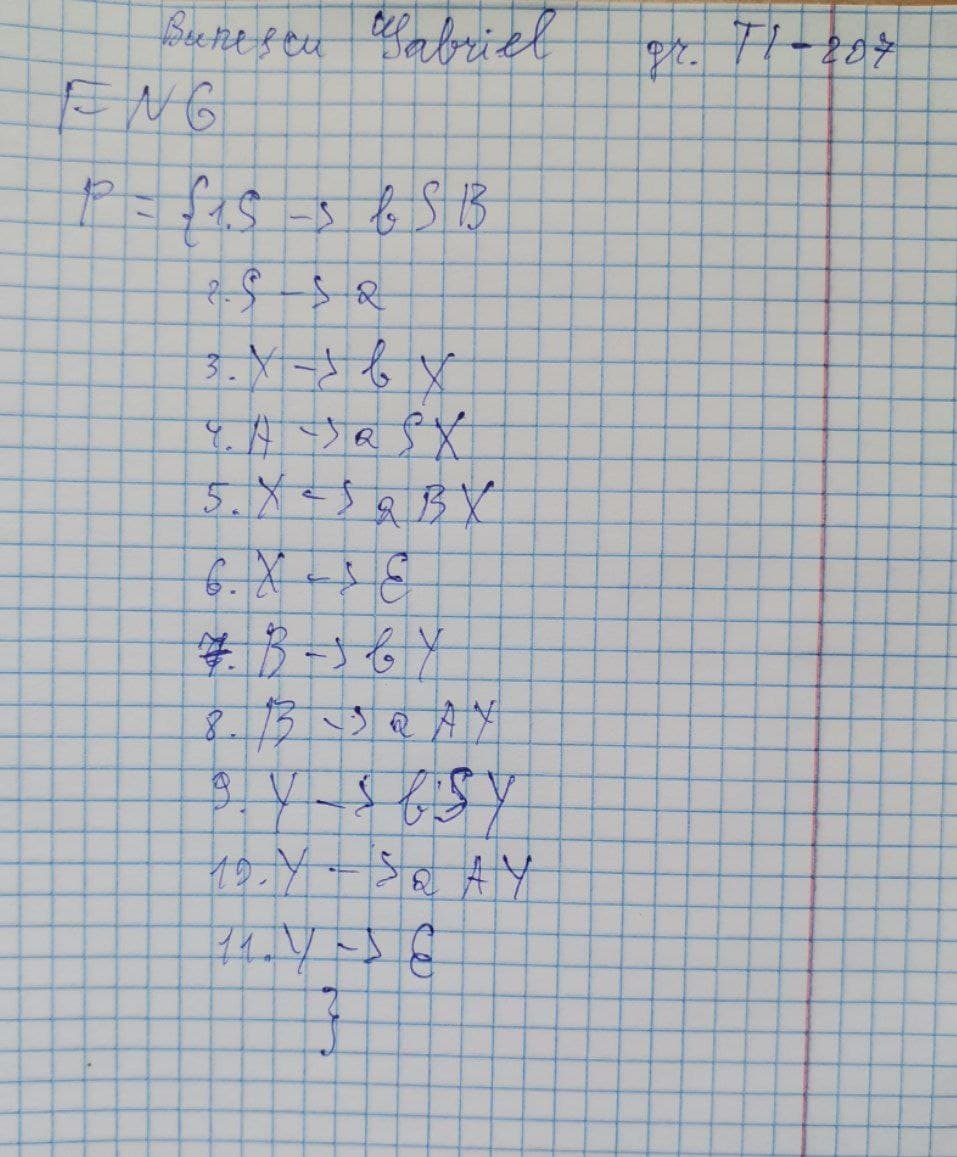 Bunescu Gabriel gr. TI-207
FNG
P = {1.S -> bSB
2.S -> a
3.X -> bX
4.A -> aSX
5.X -> aBX
6.X -> ε
7.B -> bY
8.B -> aAY
9.Y -> bSY
10.Y -> aAY
11.Y -> ε
}